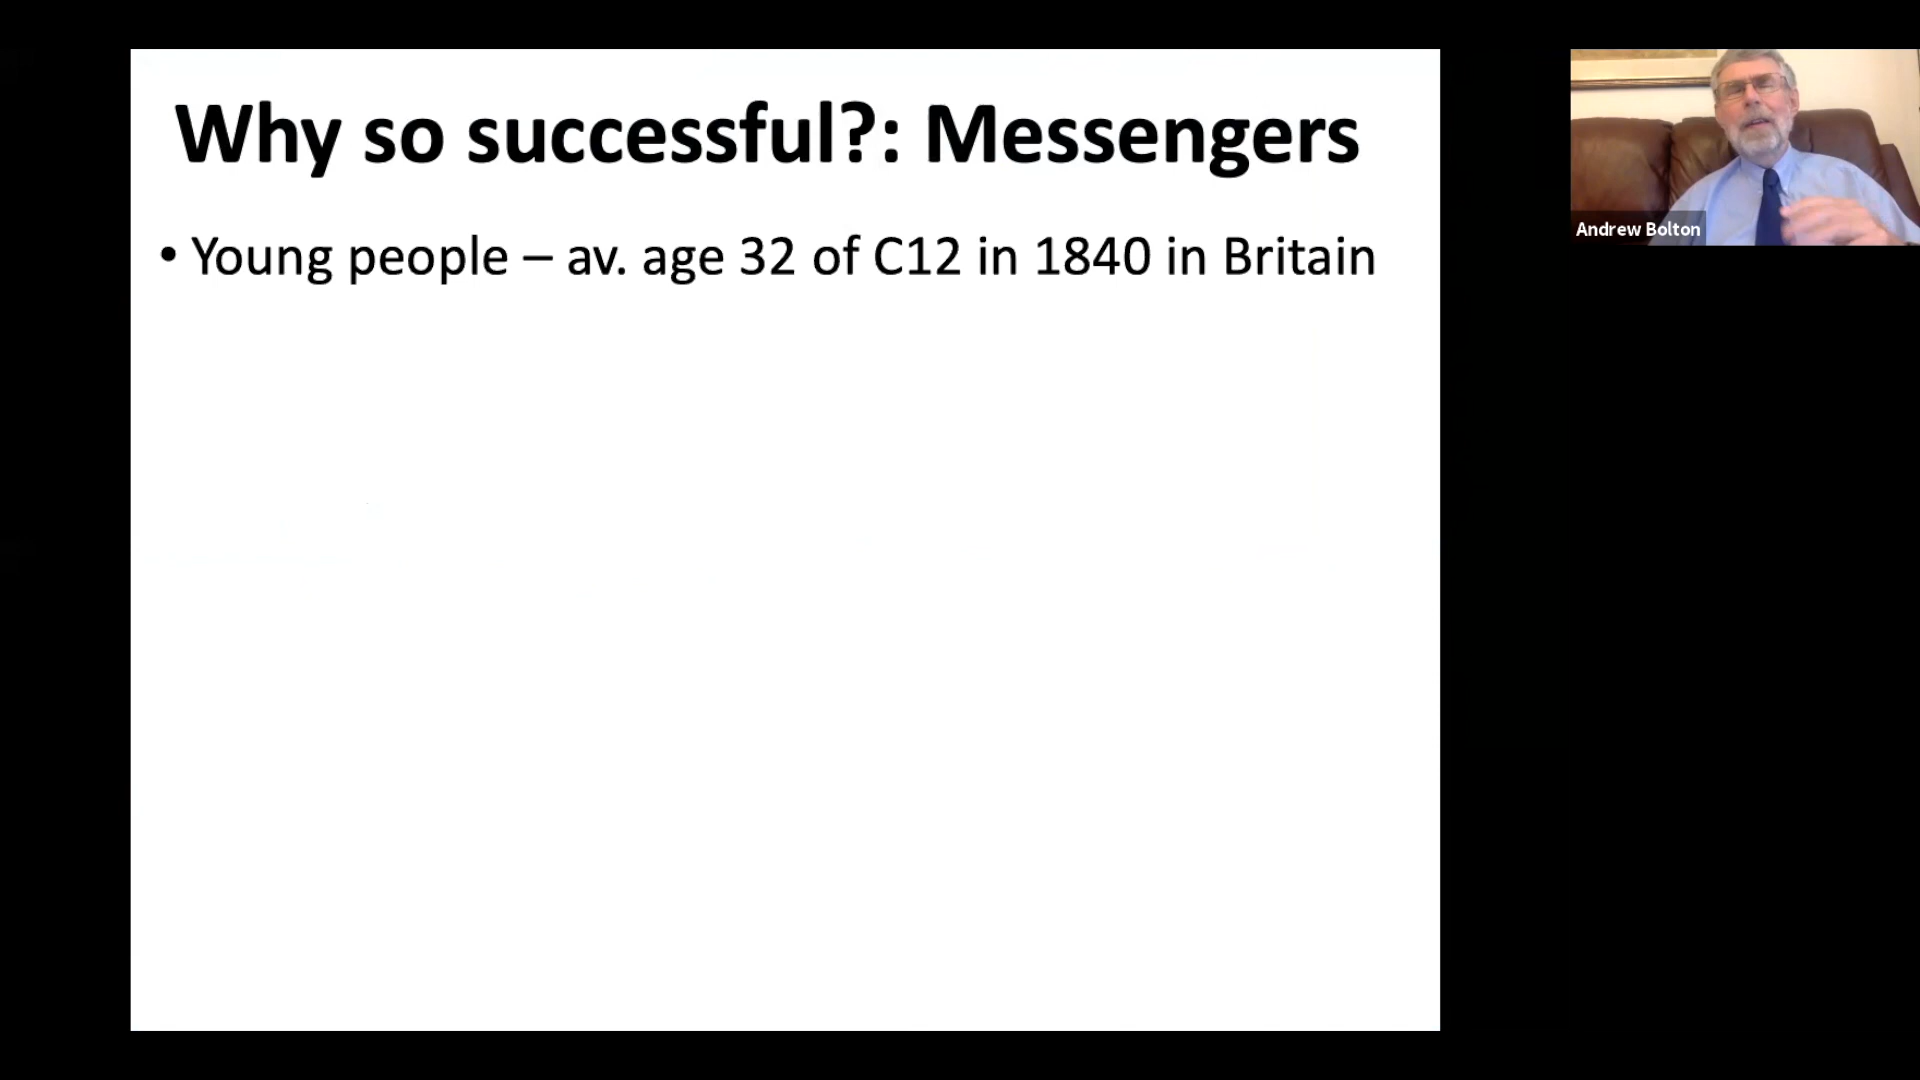 Why so successful?: Messengers
• Young people – av. age 32 of C12 in 1840 in Britain
Andrew Bolton